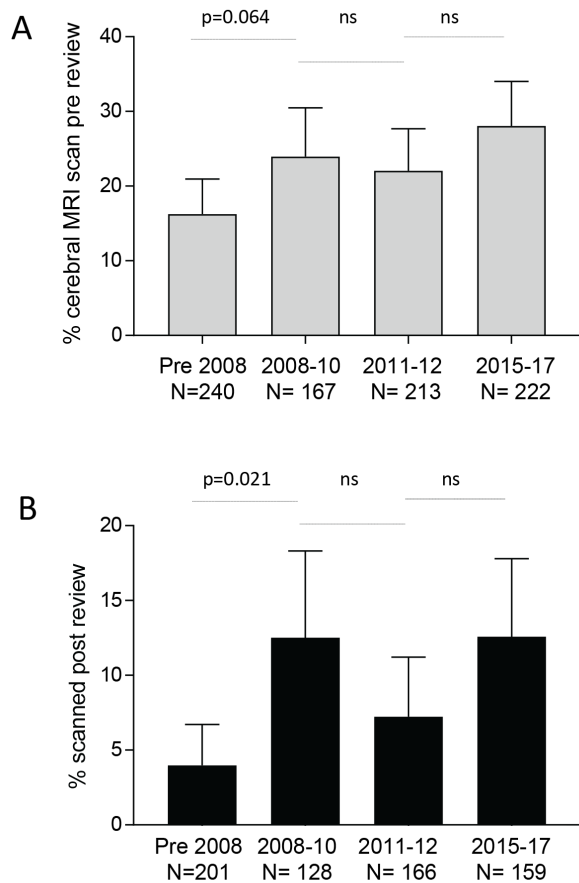 A
p=0.064 ns ns
% cerebral MRI scan pre review
40
30
20
10
0
Pre 2008 2008-10 2011-12 2015-17
N=240 N= 167 N= 213 N= 222
B
p=0.021 ns ns
% scanned post review
20
15
10
5
0
Pre 2008 2008-10 2011-12 2015-17
N=201 N= 128 N= 166 N= 159